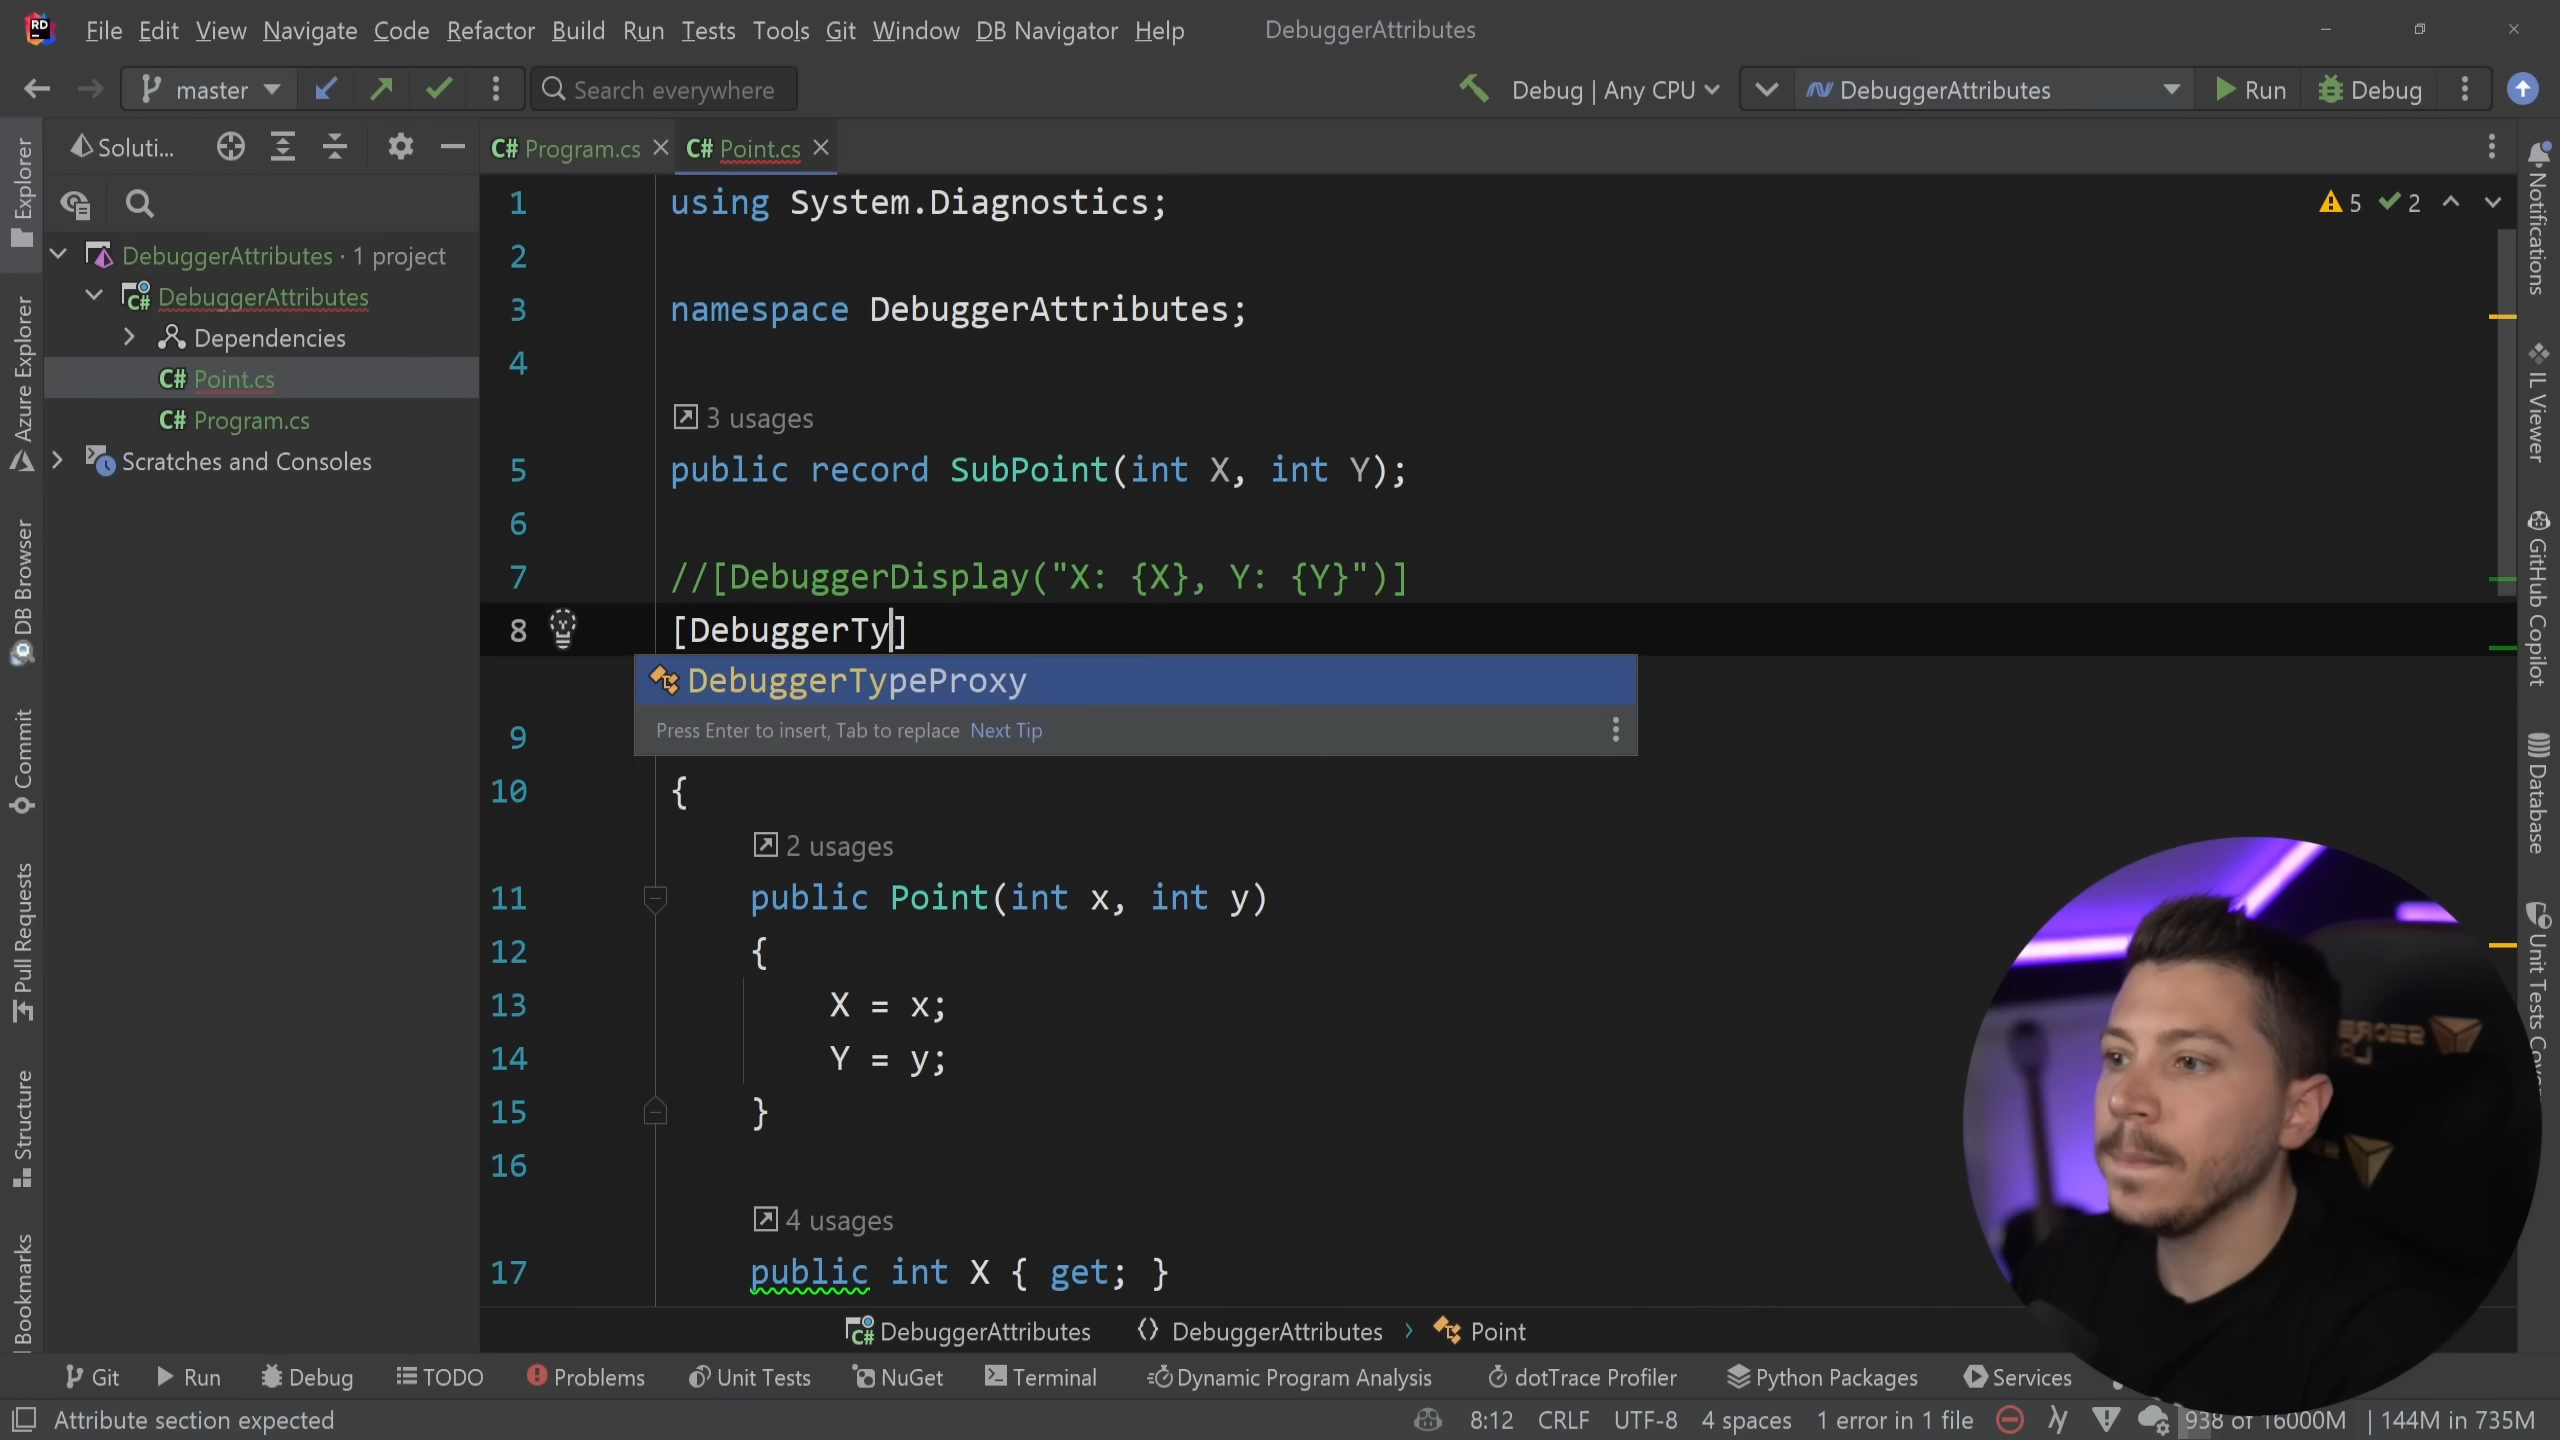 RD
File Edit View Navigate Code Refactor Build Run Tests Tools Git Window DB Navigator Help DebuggerAttributes
master Search everywhere Debug | Any CPU DebuggerAttributes Run Debug
Soluti... C# Program.cs C# Point.cs
Explorer
Azure Explorer
DB Browser
Commit
Pull Requests
Structure
Bookmarks
DebuggerAttributes · 1 project
C# DebuggerAttributes
Dependencies
C# Point.cs
C# Program.cs
Scratches and Consoles
5 2
1 using System.Diagnostics;
2
3 namespace DebuggerAttributes;
4
3 usages
5 public record SubPoint(int X, int Y);
6
7 //[DebuggerDisplay("X: {X}, Y: {Y}")]
8 [DebuggerTy]
DebuggerTypeProxy
Press Enter to insert, Tab to replace Next Tip
9
10 {
2 usages
11 public Point(int x, int y)
12 {
13 X = x;
14 Y = y;
15 }
16
4 usages
17 public int X { get; }
Notifications
IL Viewer
GitHub Copilot
Database
Unit Tests
SECRE
C# DebuggerAttributes DebuggerAttributes › Point
Git Run Debug TODO Problems Unit Tests NuGet Terminal Dynamic Program Analysis dotTrace Profiler Python Packages Services
Attribute section expected 8:12 CRLF UTF-8 4 spaces 1 error in 1 file 938 of 16000M | 144M in 735M